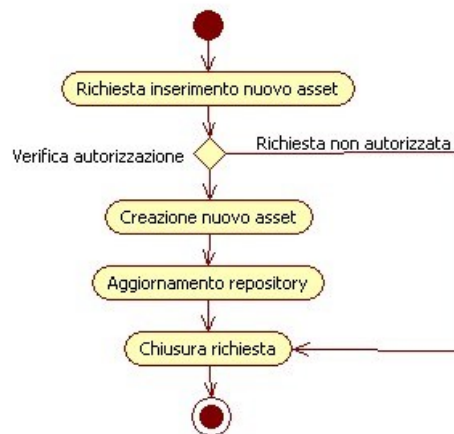 Richiesta inserimento nuovo asset
Verifica autorizzazione
Richiesta non autorizzata
Creazione nuovo asset
Aggiornamento repository
Chiusura richiesta